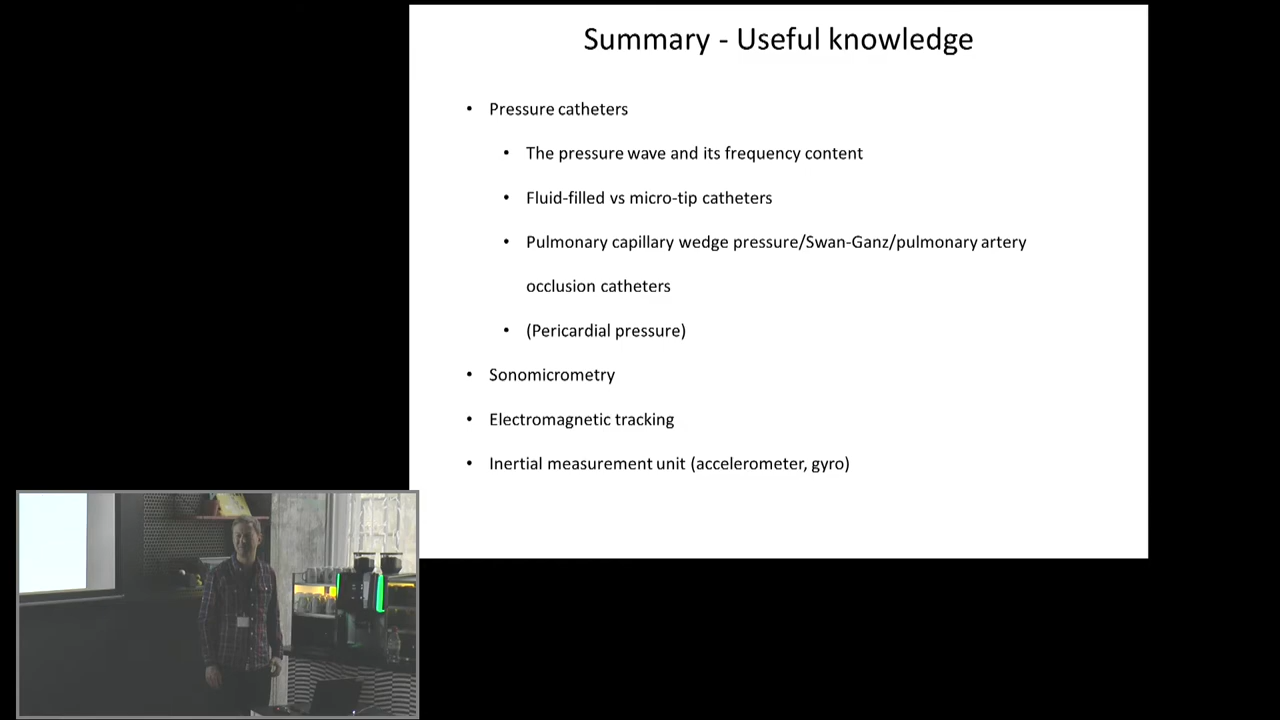 Summary - Useful knowledge
• Pressure catheters
• The pressure wave and its frequency content
• Fluid-filled vs micro-tip catheters
• Pulmonary capillary wedge pressure/Swan-Ganz/pulmonary artery
occlusion catheters
• (Pericardial pressure)
• Sonomicrometry
• Electromagnetic tracking
• Inertial measurement unit (accelerometer, gyro)